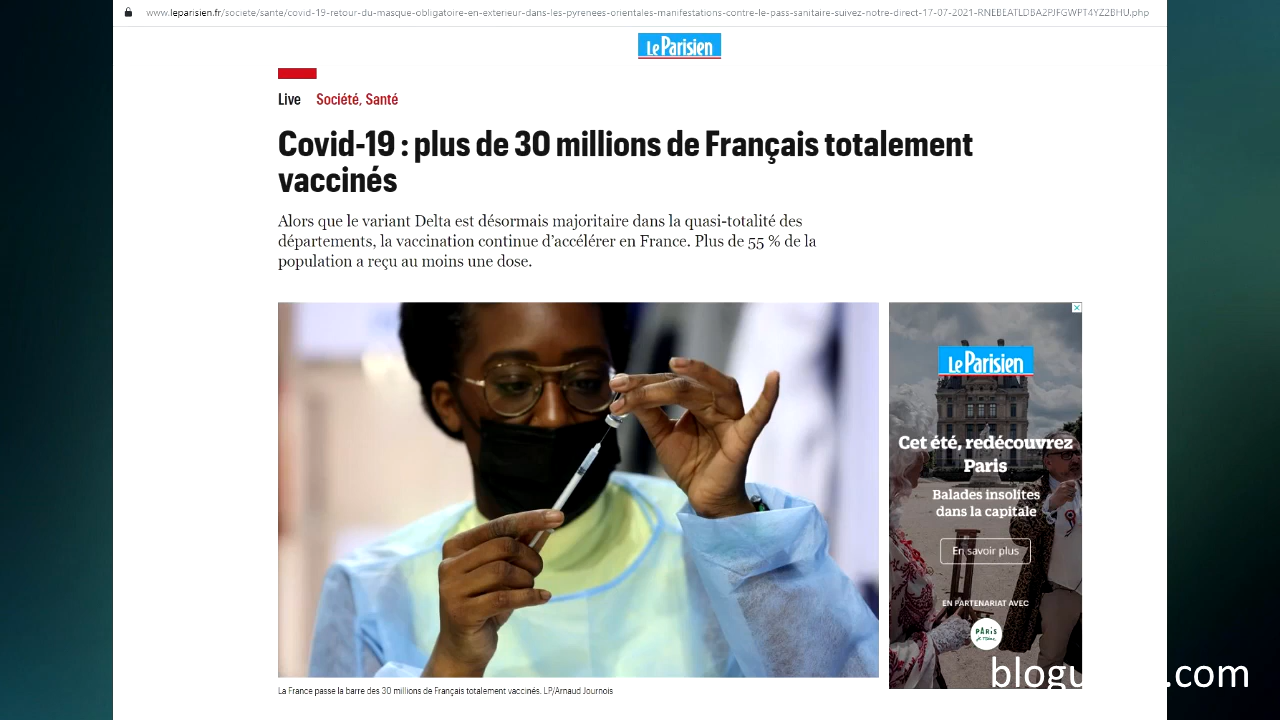 www.leparisien.fr/societe/sante/covid-19-retour-du-masque-obligatoire-en-exterieur-dans-les-pyrenees-orientales-manifestations-contre-le-pass-sanitaire-suivez-notre-direct-17-07-2021-RNEBEATLDBA2PJFGWPT4YZ2BHU.php
Le Parisien
Live Société, Santé
Covid-19 : plus de 30 millions de Français totalement
vaccinés
Alors que le variant Delta est désormais majoritaire dans la quasi-totalité des
départements, la vaccination continue d’accélérer en France. Plus de 55 % de la
population a reçu au moins une dose.
Le Parisien
Cet été, redécouvrez
Paris
Balades insolites
dans la capitale
En savoir plus
EN PARTENARIAT AVEC
PARIS
je t'aime
La France passe la barre des 30 millions de Français totalement vaccinés. LP/Arnaud Journois